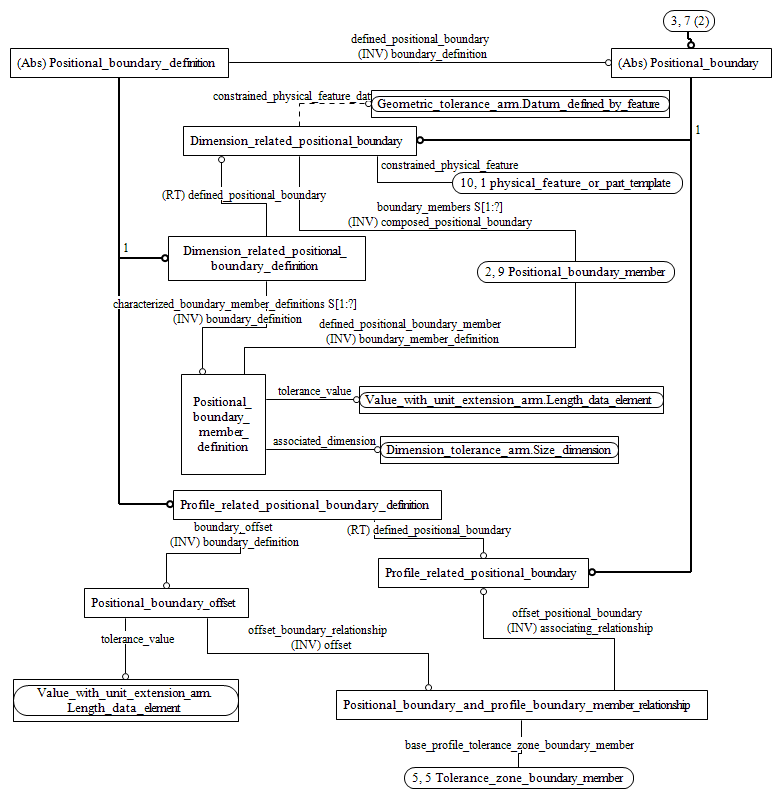 3, 7 (2)
defined_positional_boundary
(INV) boundary_definition
(Abs) Positional_boundary_definition
(Abs) Positional_boundary
constrained_physical_feature_dat
Geometric_tolerance_arm.Datum_defined_by_feature
1
Dimension_related_positional_boundary
constrained_physical_feature
10, 1 physical_feature_or_part_template
(RT) defined_positional_boundary
boundary_members S[1:?]
(INV) composed_positional_boundary
1
Dimension_related_positional_
boundary_definition
2, 9 Positional_boundary_member
characterized_boundary_member_definitions S[1:?]
(INV) boundary_definition
defined_positional_boundary_member
(INV) boundary_member_definition
Positional_
boundary_
member_
definition
tolerance_value
Value_with_unit_extension_arm.Length_data_element
associated_dimension
Dimension_tolerance_arm.Size_dimension
Profile_related_positional_boundary_definition
boundary_offset
(INV) boundary_definition
(RT) defined_positional_boundary
Profile_related_positional_boundary
Positional_boundary_offset
offset_positional_boundary
(INV) associating_relationship
tolerance_value
offset_boundary_relationship
(INV) offset
Value_with_unit_extension_arm.
Length_data_element
Positional_boundary_and_profile_boundary_member_relationship
base_profile_tolerance_zone_boundary_member
5, 5 Tolerance_zone_boundary_member